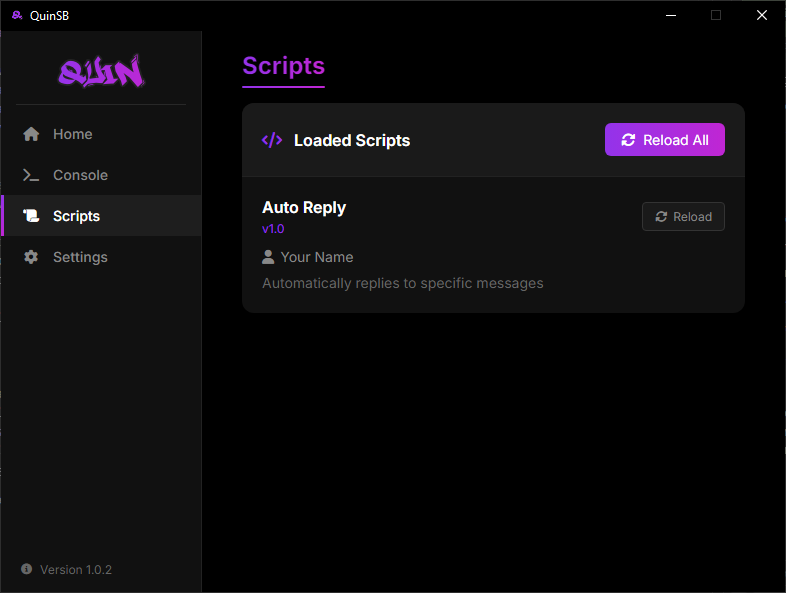 QuinSB
QUIN
Home
Console
Scripts
Settings
Version 1.0.2
Scripts
Loaded Scripts
Reload All
Auto Reply
v1.0
Reload
Your Name
Automatically replies to specific messages